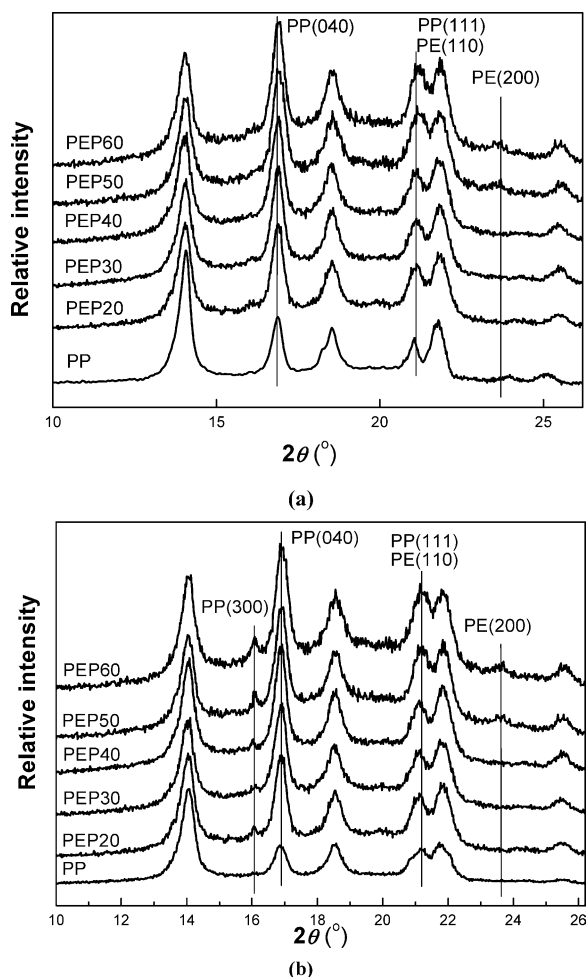 PP(040)
PP(111)
PE(110)
PE(200)
PEP60
PEP50
PEP40
PEP30
PEP20
PP
Relative intensity
10 15 20 25
2θ (°)
(a)
PP(300)
PP(040)
PP(111)
PE(110)
PE(200)
PEP60
PEP50
PEP40
PEP30
PEP20
PP
Relative intensity
10 12 14 16 18 20 22 24 26
2θ (°)
(b)